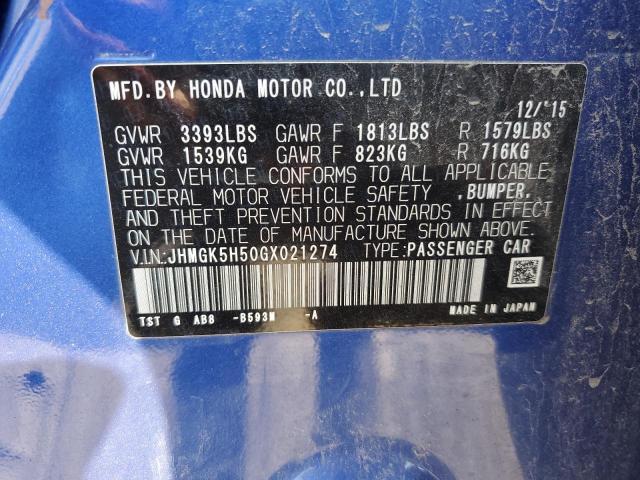 MFD.BY HONDA MOTOR CO.,LTD
12/'15
GVWR 3393LBS GAWR F 1813LBS R 1579LBS
GVWR 1539KG GAWR F 823KG R 716KG
THIS VEHICLE CONFORMS TO ALL APPLICABLE
FEDERAL MOTOR VEHICLE SAFETY ,BUMPER,
AND THEFT PREVENTION STANDARDS IN EFFECT
ON THE DATE OF MANUFACTURE SHOWN ABOVE.
V.I.N:JHMGK5H50GX021274 TYPE:PASSENGER CAR
TST G AB8 -B593M -A
MADE IN JAPAN